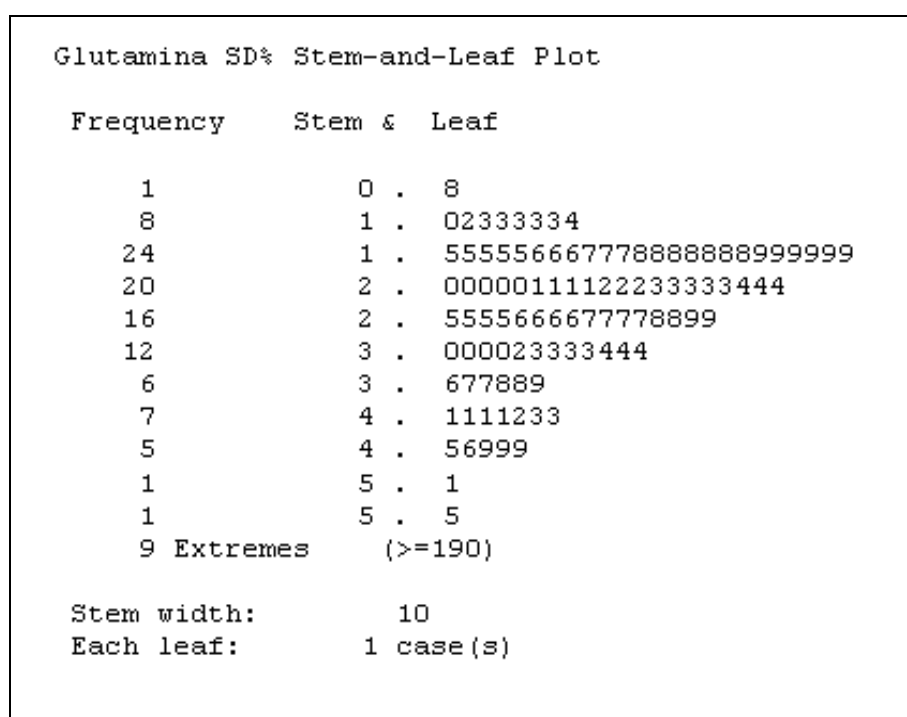 Glutamina SD% Stem-and-Leaf Plot
Frequency Stem & Leaf
1 0 . 8
8 1 . 02333334
24 1 . 555556667778888888999999
20 2 . 00000111122233333444
16 2 . 5555666677778899
12 3 . 000023333444
6 3 . 677889
7 4 . 1111233
5 4 . 56999
1 5 . 1
1 5 . 5
9 Extremes (>=190)
Stem width: 10
Each leaf: 1 case(s)